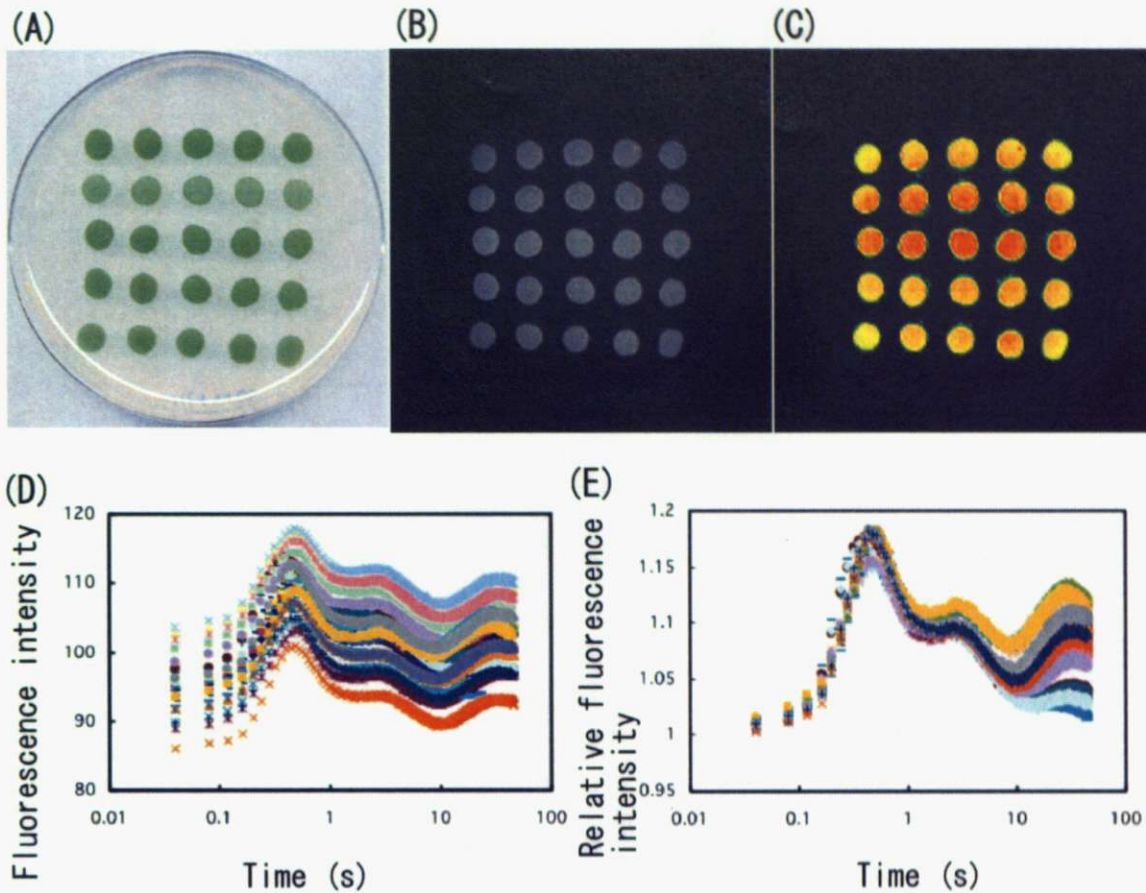 (A)
(B)
(C)
(D)
Fluorescence intensity
120
110
100
90
80
0.01
0.1
1
10
100
Time (s)
(E)
Relative fluorescence
intensity
1.2
1.15
1.1
1.05
1
0.95
0.01
0.1
1
10
100
Time (s)